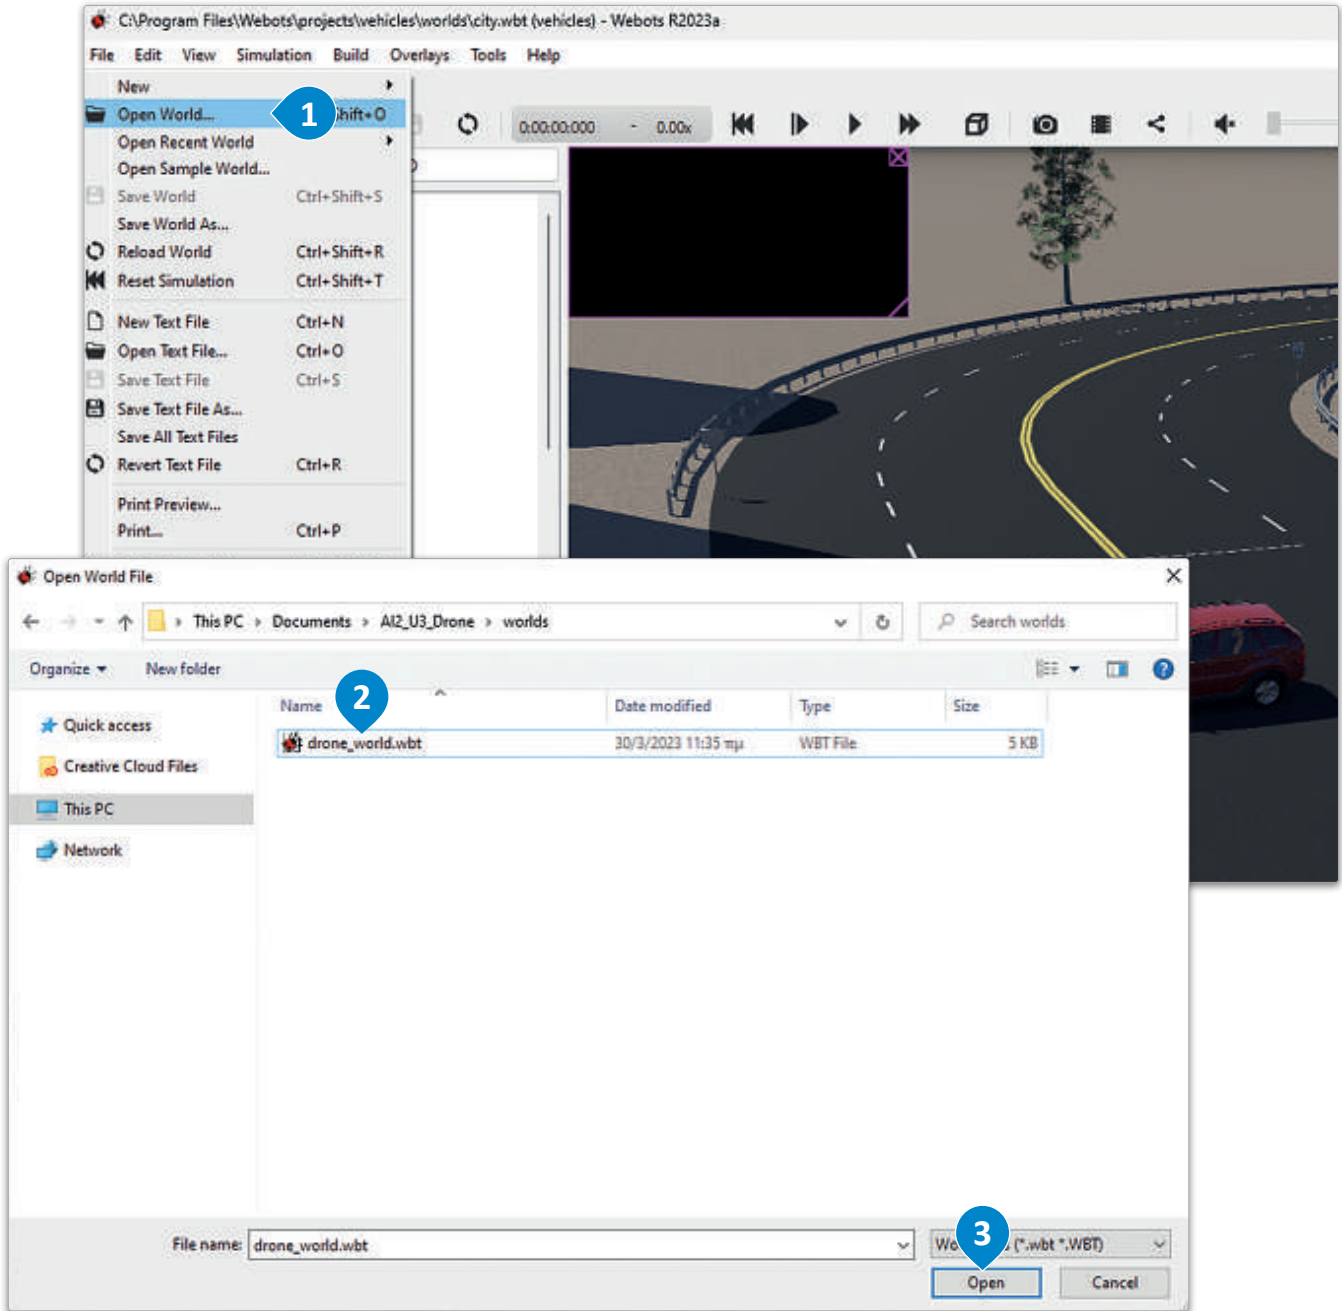 C:\Program Files\Webots\projects\vehicles\worlds\city.wbt (vehicles) - Webots R2023a
File Edit View Simulation Build Overlays Tools Help
New
Open World... 1 Shift+O
0:00:00:000 - 0.00x
Open Recent World
Open Sample World...
Save World Ctrl+Shift+S
Save World As...
Reload World Ctrl+Shift+R
Reset Simulation Ctrl+Shift+T
New Text File Ctrl+N
Open Text File... Ctrl+O
Save Text File Ctrl+S
Save Text File As...
Save All Text Files
Revert Text File Ctrl+R
Print Preview...
Print... Ctrl+P
Open World File
This PC Documents AI2_U3_Drone worlds Search worlds
Organize New folder
Name 2 Date modified Type Size
drone_world.wbt 30/3/2023 11:35 πμ WBT File 5 KB
Quick access
Creative Cloud Files
This PC
Network
File name: drone_world.wbt 3 (*.wbt *.WBT)
Open Cancel